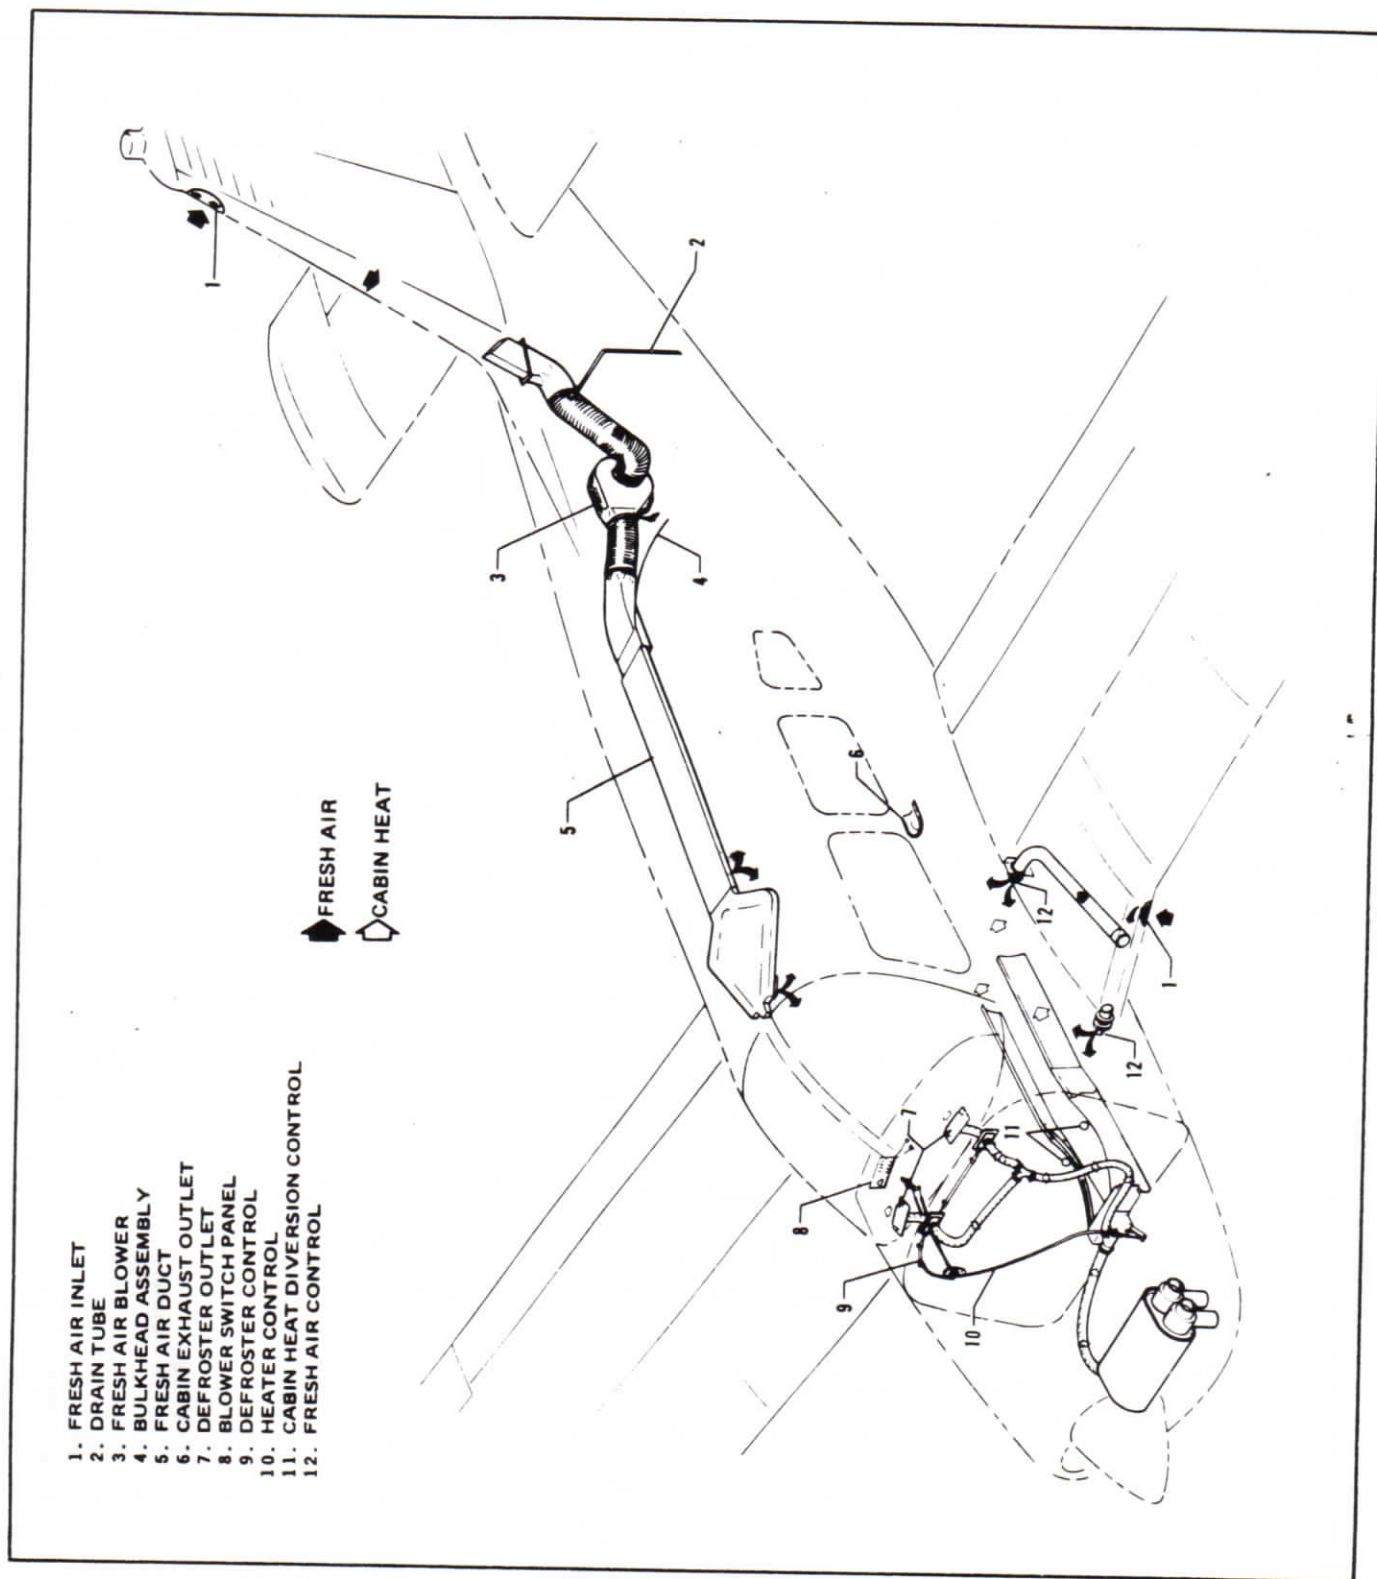 1. FRESH AIR INLET
2. DRAIN TUBE
3. FRESH AIR BLOWER
4. BULKHEAD ASSEMBLY
5. FRESH AIR DUCT
6. CABIN EXHAUST OUTLET
7. DEFROSTER OUTLET
8. BLOWER SWITCH PANEL
9. DEFROSTER CONTROL
10. HEATER CONTROL
11. CABIN HEAT DIVERSION CONTROL
12. FRESH AIR CONTROL
FRESH AIR
CABIN HEAT
1
2
3
4
5
6
7
8
9
10
11
12
12
1